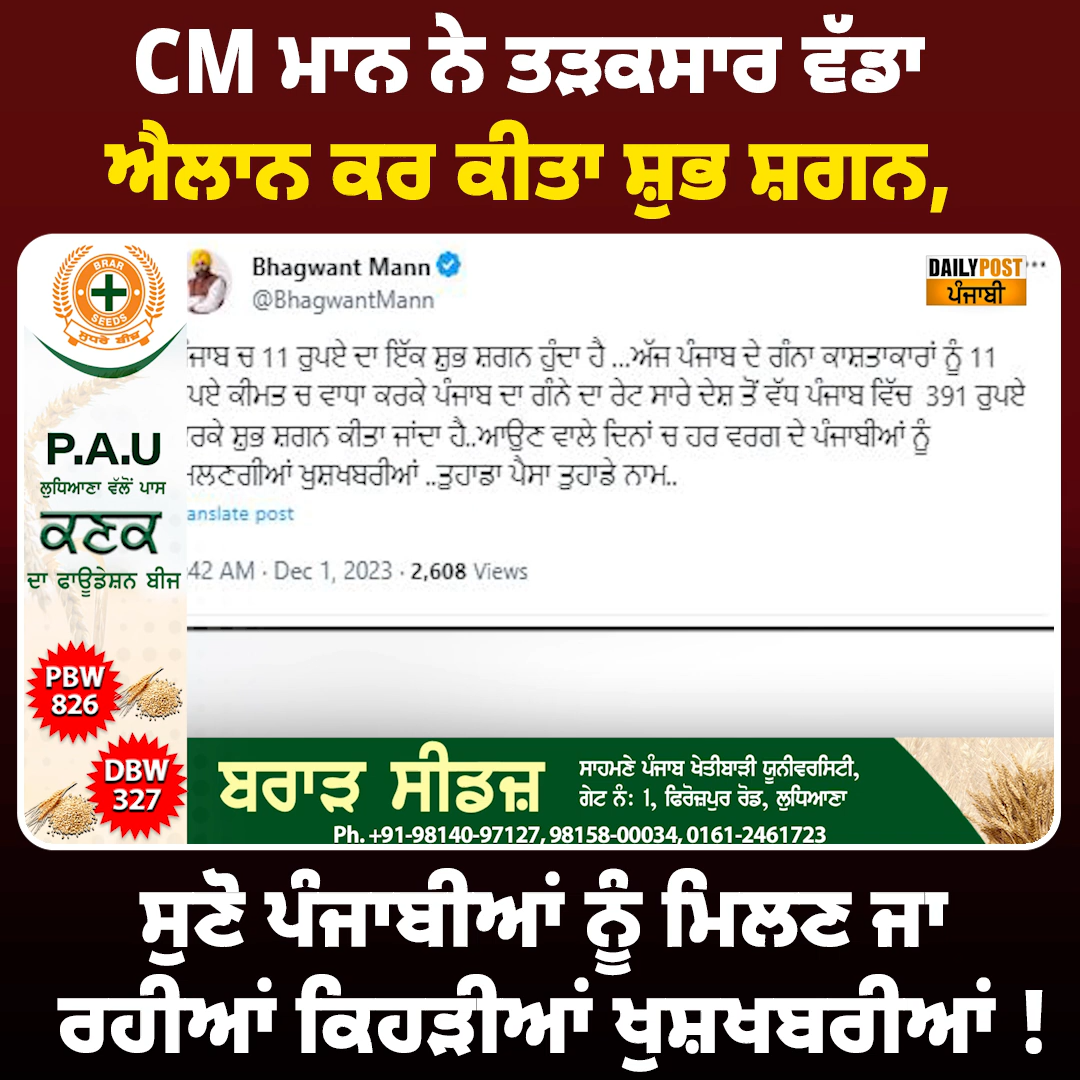 CM ਮਾਨ ਨੇ ਤੜਕਸਾਰ ਵੱਡਾ
ਐਲਾਨ ਕਰ ਕੀਤਾ ਸ਼ੁਭ ਸ਼ਗਨ,
BRAR
SEEDS
ਸੁਧਰੇ ਬੀਜ
Bhagwant Mann
@BhagwantMann
DAILYPOST
ਪੰਜਾਬੀ
ਜਾਬ ਚ 11 ਰੁਪਏ ਦਾ ਇੱਕ ਸ਼ੁਭ ਸ਼ਗਨ ਹੁੰਦਾ ਹੈ ...ਅੱਜ ਪੰਜਾਬ ਦੇ ਗੰਨਾ ਕਾਸ਼ਤਾਕਾਰਾਂ ਨੂੰ 11
ਪਏ ਕੀਮਤ ਚ ਵਾਧਾ ਕਰਕੇ ਪੰਜਾਬ ਦਾ ਗੰਨੇ ਦਾ ਰੇਟ ਸਾਰੇ ਦੇਸ਼ ਤੋਂ ਵੱਧ ਪੰਜਾਬ ਵਿੱਚ 391 ਰੁਪਏ
ਰਕੇ ਸ਼ੁਭ ਸ਼ਗਨ ਕੀਤਾ ਜਾਂਦਾ ਹੈ..ਆਉਣ ਵਾਲੇ ਦਿਨਾਂ ਚ ਹਰ ਵਰਗ ਦੇ ਪੰਜਾਬੀਆਂ ਨੂੰ
ਲਣਗੀਆਂ ਖੁਸ਼ਖਬਰੀਆਂ ..ਤੁਹਾਡਾ ਪੈਸਾ ਤੁਹਾਡੇ ਨਾਮ..
anslate post
42 AM · Dec 1, 2023 · 2,608 Views
P.A.U
ਲੁਧਿਆਣਾ ਵੱਲੋਂ ਪਾਸ
ਕਣਕ
ਦਾ ਫਾਊਡੇਸ਼ਨ ਬੀਜ
PBW
826
DBW
327
ਬਰਾੜ ਸੀਡਜ਼
ਸਾਹਮਣੇ ਪੰਜਾਬ ਖੇਤੀਬਾੜੀ ਯੂਨੀਵਰਸਿਟੀ,
ਗੇਟ ਨੰ: 1, ਫਿਰੋਜ਼ਪੁਰ ਰੋਡ, ਲੁਧਿਆਣਾ
Ph. +91-98140-97127, 98158-00034, 0161-2461723
ਸੁਣੋ ਪੰਜਾਬੀਆਂ ਨੂੰ ਮਿਲਣ ਜਾ
ਰਹੀਆਂ ਕਿਹੜੀਆਂ ਖੁਸ਼ਖਬਰੀਆਂ !